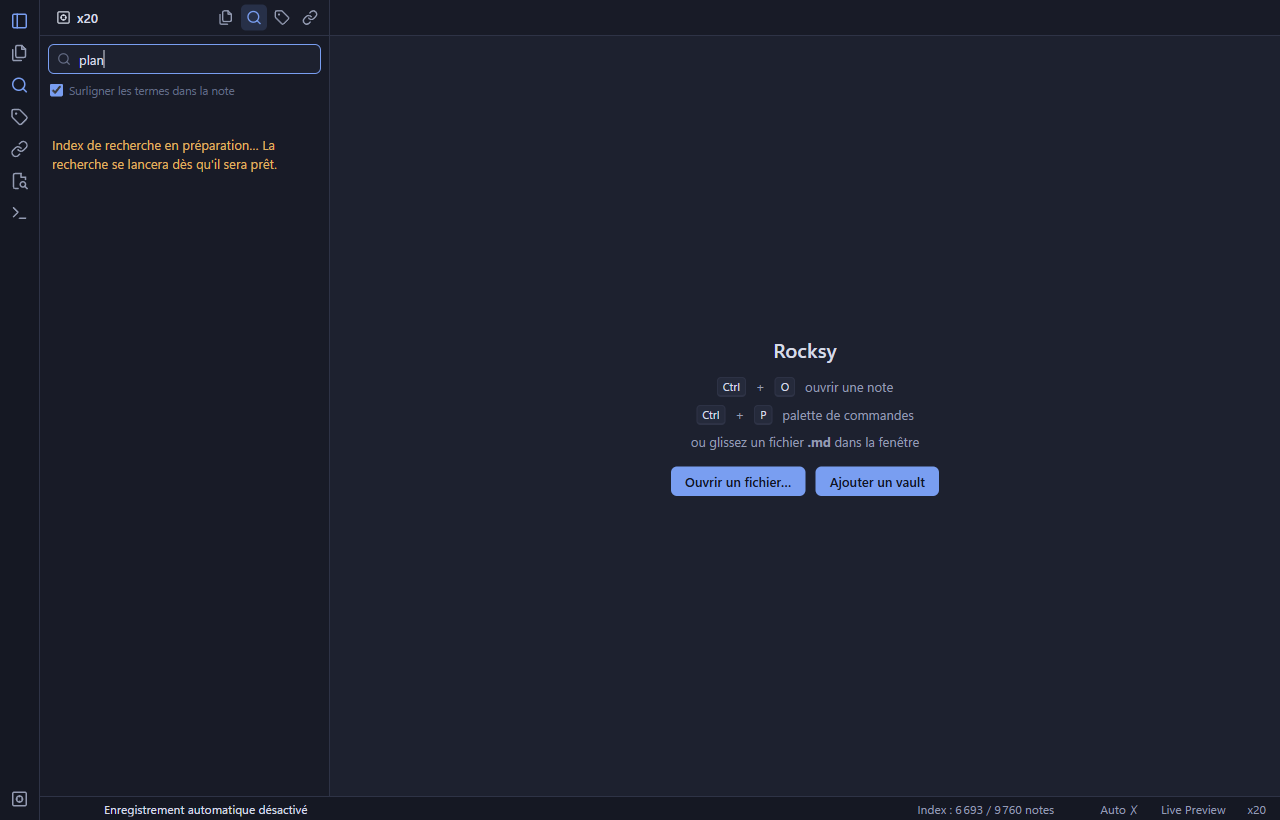 x20
plan
Surligner les termes dans la note
Index de recherche en préparation... La
recherche se lancera dès qu'il sera prêt.
Rocksy
Ctrl + O ouvrir une note
Ctrl + P palette de commandes
ou glissez un fichier .md dans la fenêtre
Ouvrir un fichier... Ajouter un vault
Enregistrement automatique désactivé Index : 6 693 / 9 760 notes Auto ✗ Live Preview x20